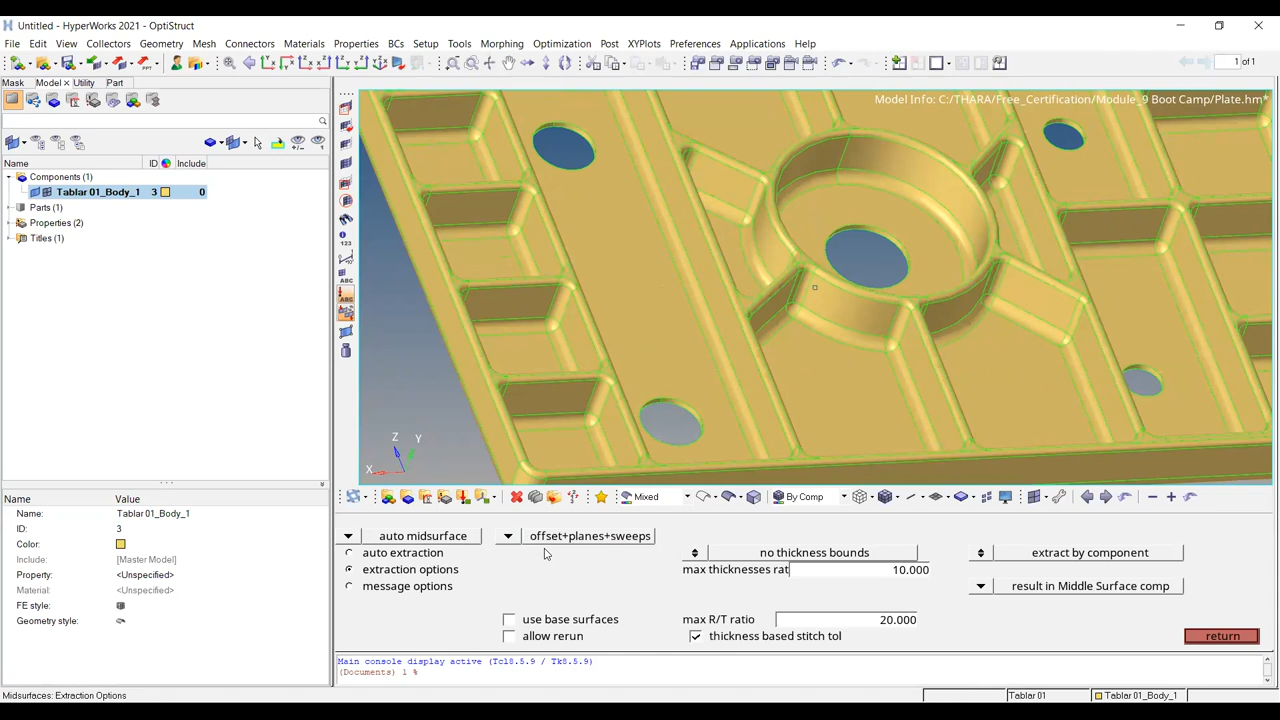 Untitled - HyperWorks 2021 - OptiStruct
File Edit View Collectors Geometry Mesh Connectors Materials Properties BCs Setup Tools Morphing Optimization Post XYPlots Preferences Applications Help
1 of 1
Mask Model × Utility Part
Model Info: C:/THARA/Free_Certification/Module_9 Boot Camp/Plate.hm*
Name ID Include
Components (1)
Tablar 01_Body_1 3 0
Parts (1)
Properties (2)
Titles (1)
123
ABC
ABC
Z Y
X
Name Value
Name: Tablar 01_Body_1
ID: 3
Color:
Include: [Master Model]
Property: <Unspecified>
Material: <Unspecified>
FE style:
Geometry style:
Mixed By Comp
auto midsurface offset+planes+sweeps
auto extraction no thickness bounds extract by component
extraction options max thicknesses rat 10.000
message options result in Middle Surface comp
use base surfaces max R/T ratio 20.000
allow rerun thickness based stitch tol return
Main console display active (Tcl8.5.9 / Tk8.5.9)
(Documents) 1 %
Midsurfaces: Extraction Options Tablar 01 Tablar 01_Body_1